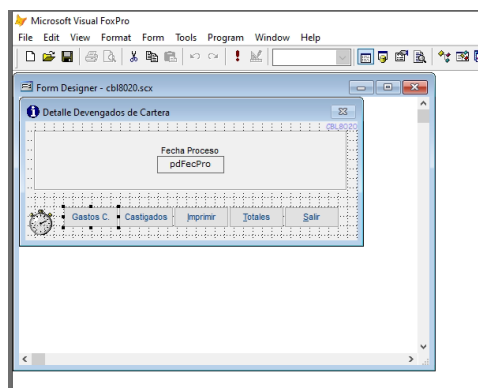 Microsoft Visual FoxPro
File Edit View Format Form Tools Program Window Help
Form Designer - cbl8020.scx
Detalle Devengados de Cartera
CBL8020
Fecha Proceso
pdFecPro
Gastos C. Castigados Imprimir Totales Salir